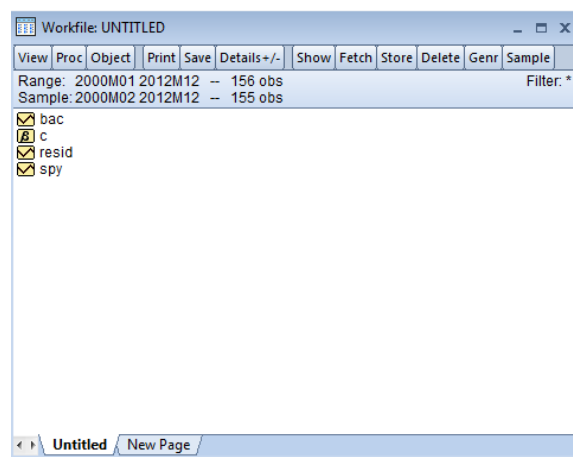 Workfile: UNTITLED
View Proc Object Print Save Details+/- Show Fetch Store Delete Genr Sample
Range: 2000M01 2012M12 -- 156 obs Filter: *
Sample: 2000M02 2012M12 -- 155 obs
bac
β c
resid
spy
Untitled New Page